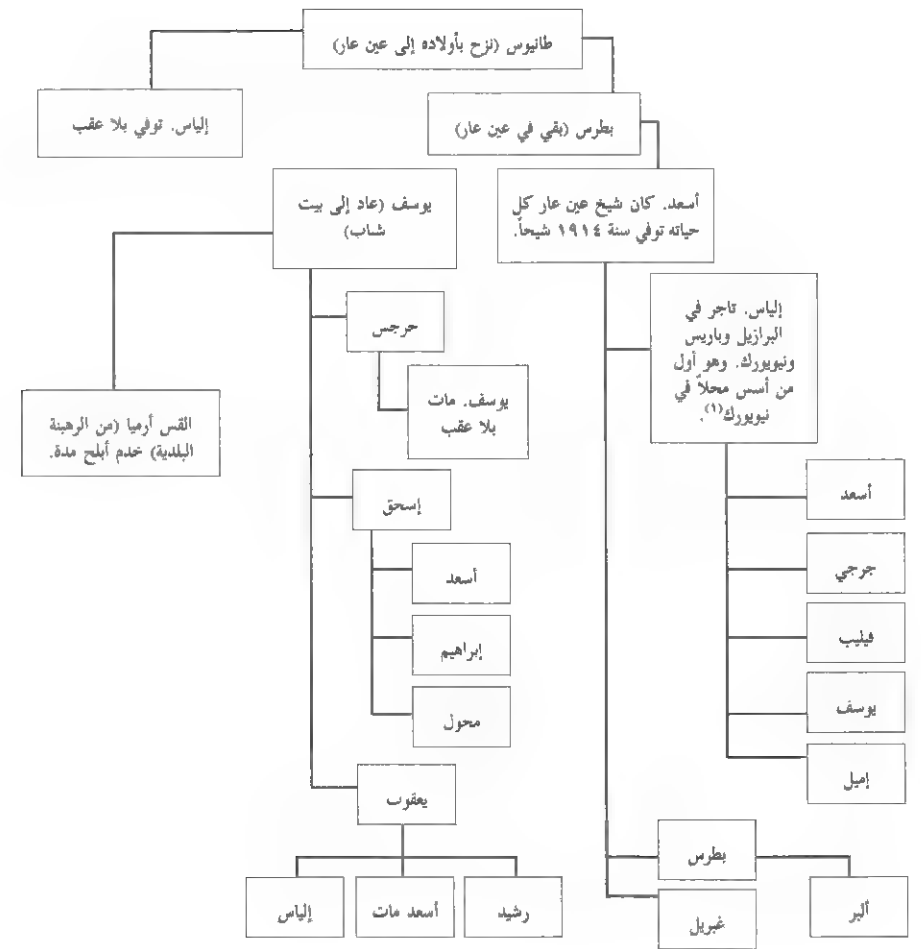 طانيوس (نزح بأولاده إلى عين عار)
إلياس. توفي بلا عقب
بطرس (بقي في عين عار)
أسعد. كان شيخ عين عار كل
حياته توفي سنة ١٩١٤ شيحاً.
يوسف (عاد إلى بيت
شباب)
إلياس. تاجر في
البرازيل وباريس
ونيويورك. وهو أول
من أسس محلاً في
نيويورك(١).
حرجس
يوسف. مات
بلا عقب
القس أرميا (من الرهبنة
البلدية) خدم أبلح مدة.
أسعد
إسحق
جرجي
أسعد
فيليب
إبراهيم
يوسف
محول
إميل
يعقوب
بطرس
ألبر
غبريل
رشيد
أسعد مات
إلياس